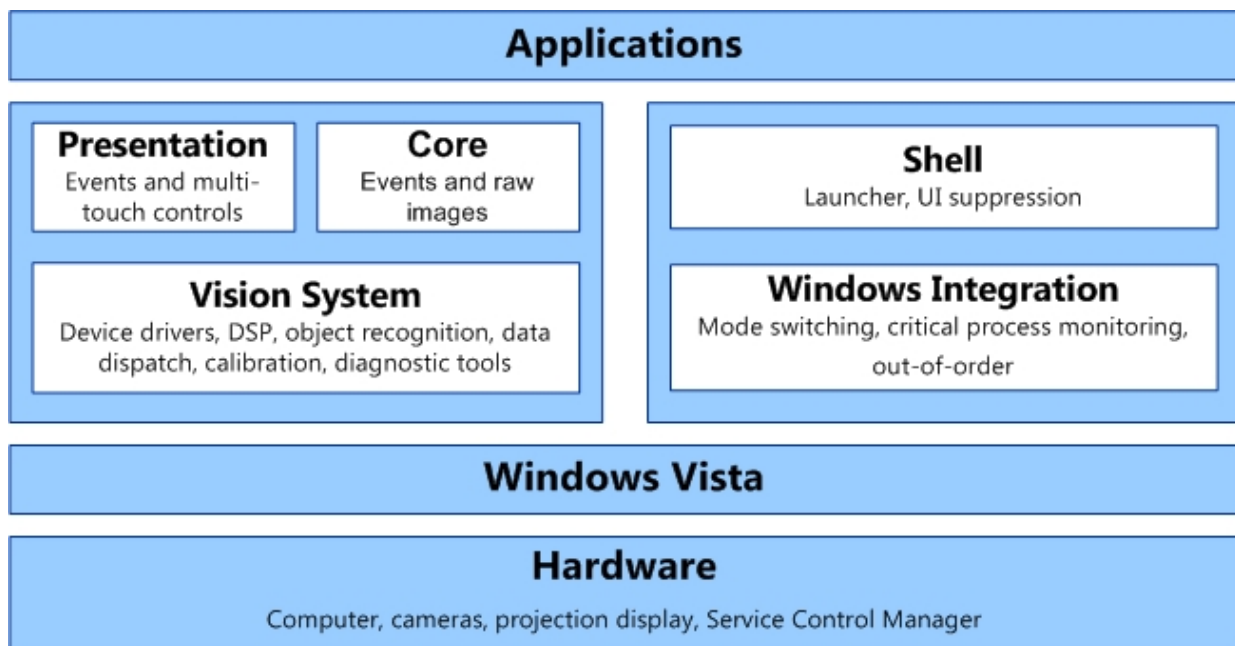 Applications
Presentation
Events and multi-
touch controls
Core
Events and raw
images
Vision System
Device drivers, DSP, object recognition, data
dispatch, calibration, diagnostic tools
Shell
Launcher, UI suppression
Windows Integration
Mode switching, critical process monitoring,
out-of-order
Windows Vista
Hardware
Computer, cameras, projection display, Service Control Manager